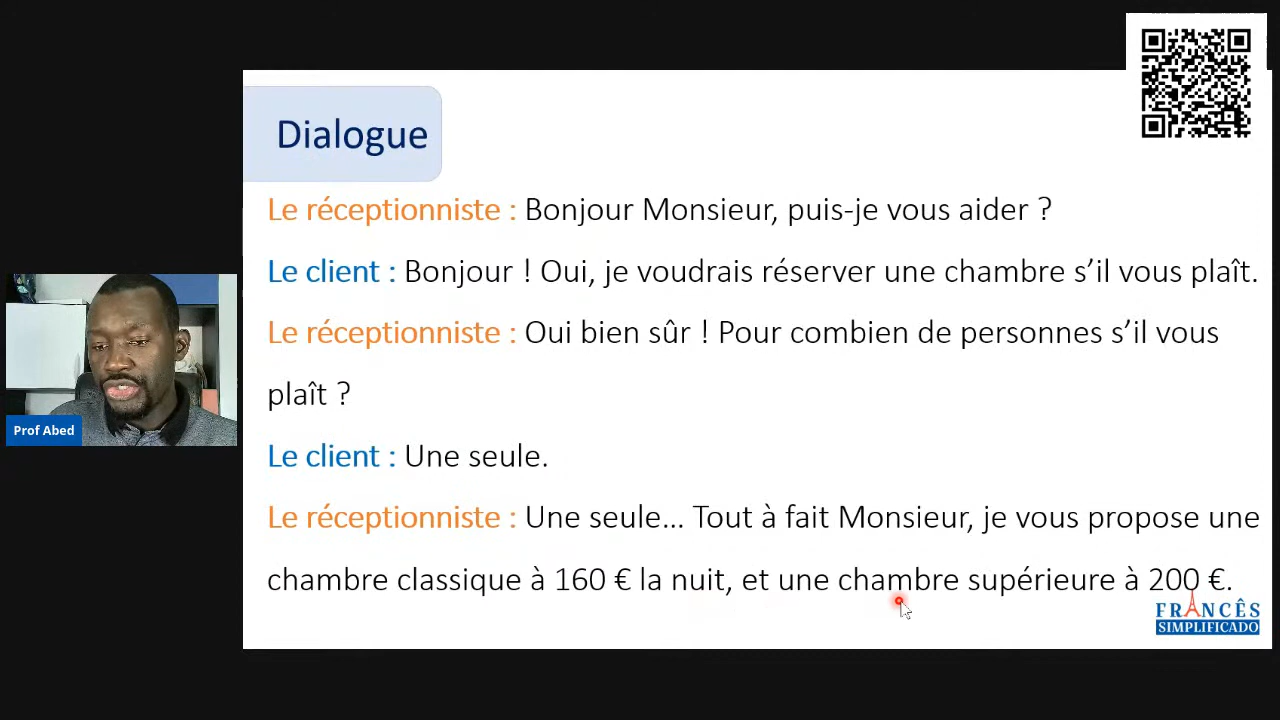 Dialogue
Le réceptionniste : Bonjour Monsieur, puis-je vous aider ?
Le client : Bonjour ! Oui, je voudrais réserver une chambre s’il vous plaît.
Le réceptionniste : Oui bien sûr ! Pour combien de personnes s’il vous
plaît ?
Le client : Une seule.
Le réceptionniste : Une seule… Tout à fait Monsieur, je vous propose une
chambre classique à 160 € la nuit, et une chambre supérieure à 200 €.
Prof Abed
FRANCÊS
SIMPLIFICADO